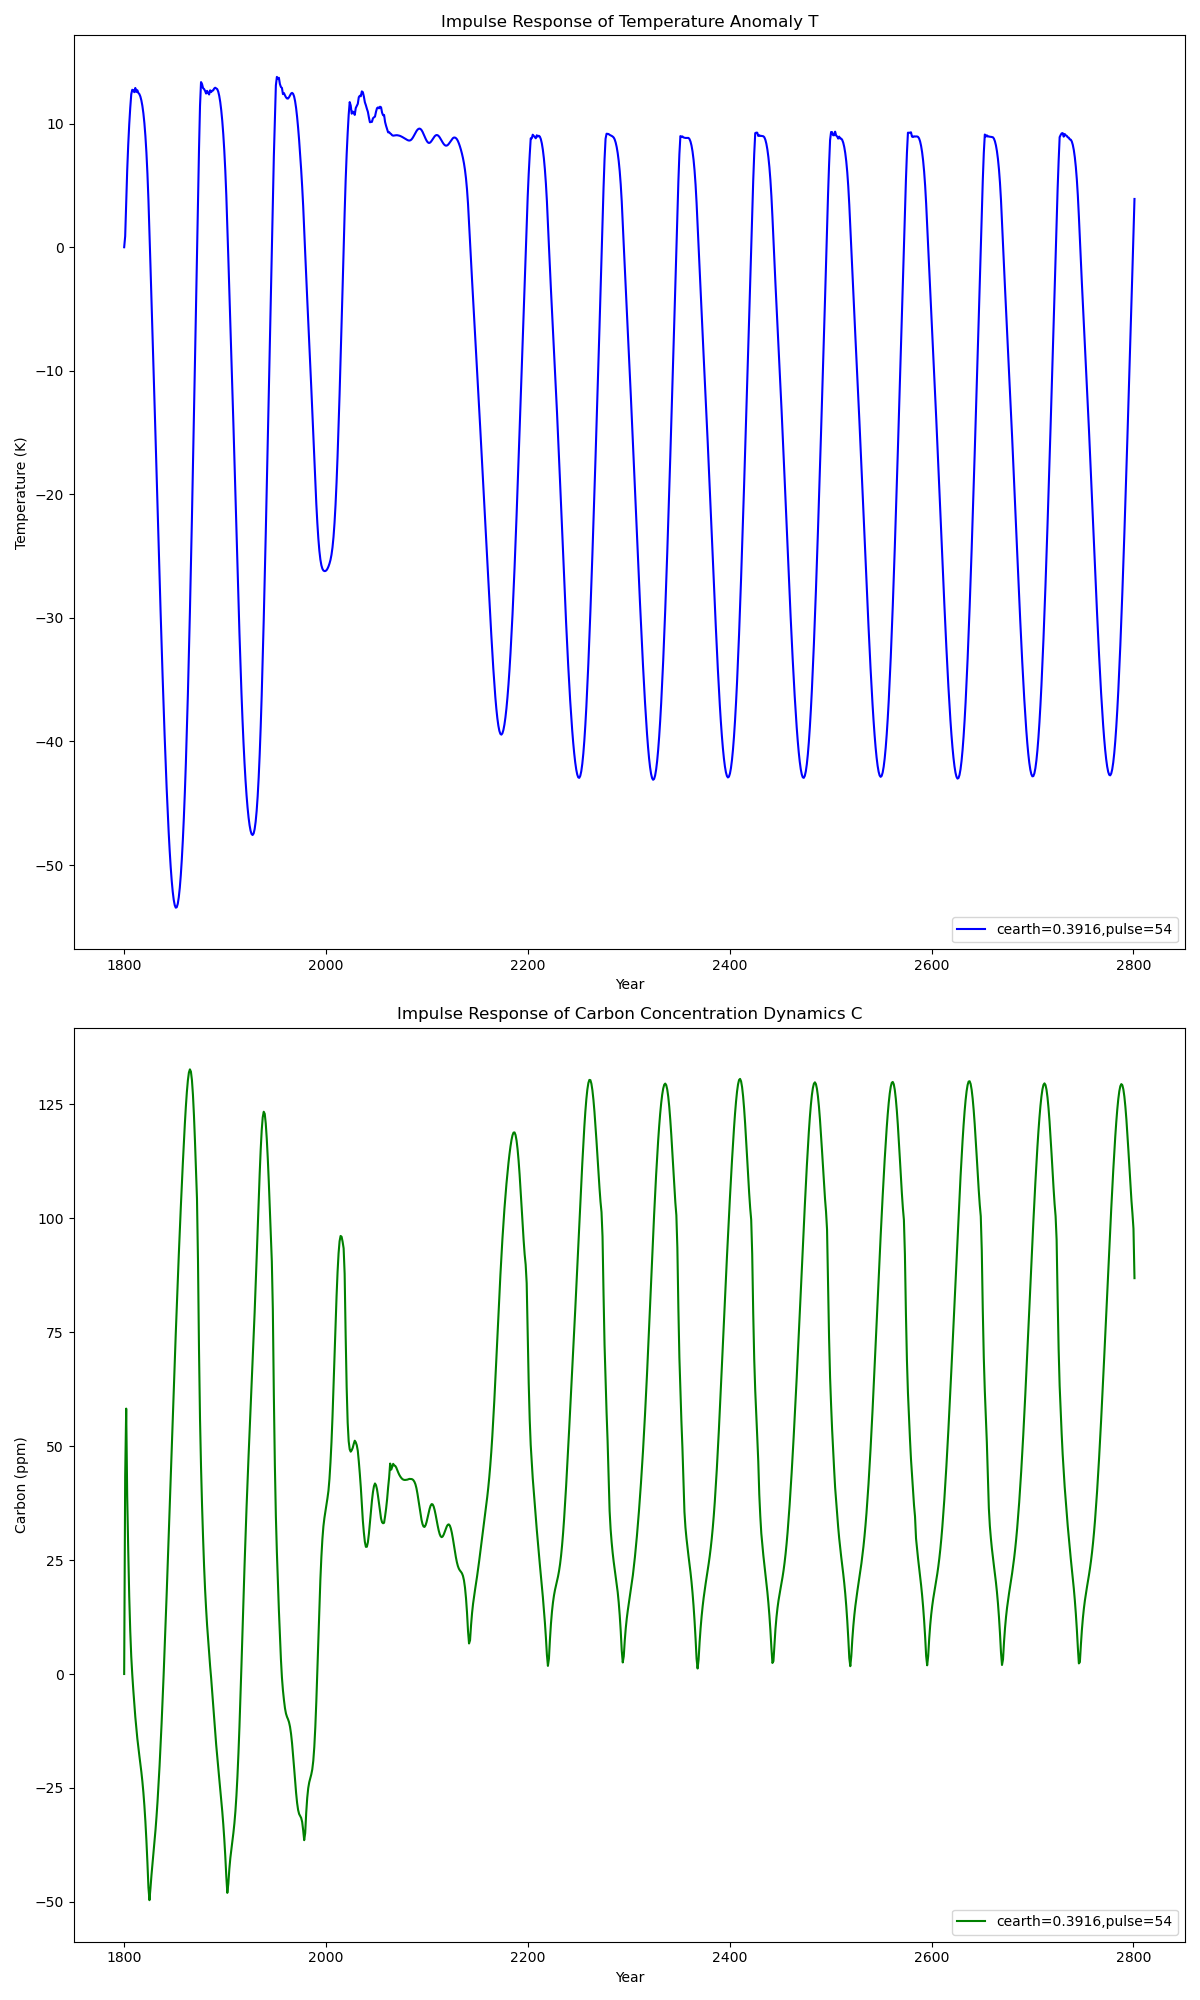 Impulse Response of Temperature Anomaly T
10
0
−10
−20
−30
−40
−50
Temperature (K)
cearth=0.3916,pulse=54
1800 2000 2200 2400 2600 2800
Year
Impulse Response of Carbon Concentration Dynamics C
125
100
75
50
25
0
−25
−50
Carbon (ppm)
cearth=0.3916,pulse=54
1800 2000 2200 2400 2600 2800
Year